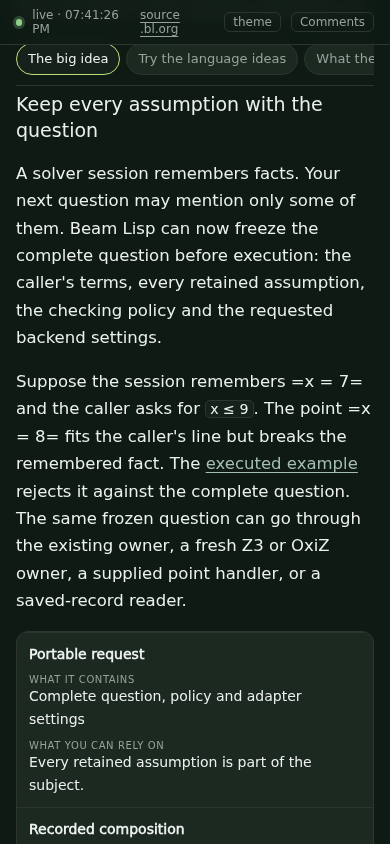 live · 07:41:26 PM
source .bl.org
theme
Comments
The big idea
Try the language ideas
What the
Keep every assumption with the
question
A solver session remembers facts. Your
next question may mention only some of
them. Beam Lisp can now freeze the
complete question before execution: the
caller's terms, every retained assumption,
the checking policy and the requested
backend settings.
Suppose the session remembers =x = 7=
and the caller asks for x ≤ 9. The point =x
= 8= fits the caller's line but breaks the
remembered fact. The executed example
rejects it against the complete question.
The same frozen question can go through
the existing owner, a fresh Z3 or OxiZ
owner, a supplied point handler, or a
saved-record reader.
Portable request
WHAT IT CONTAINS
Complete question, policy and adapter
settings
WHAT YOU CAN RELY ON
Every retained assumption is part of the
subject.
Recorded composition